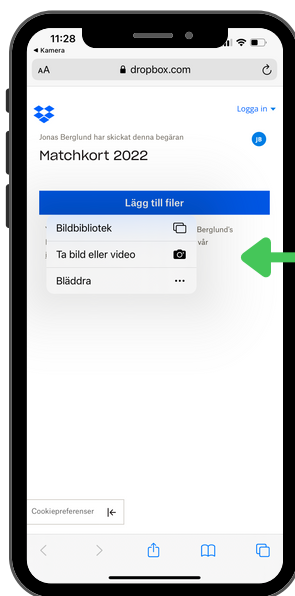 11:28
Kamera
AA dropbox.com
Logga in
Jonas Berglund har skickat denna begäran
JB
Matchkort 2022
Lägg till filer
Bildbibliotek
Berglund's
Ta bild eller video
vår
Bläddra
Cookiepreferenser